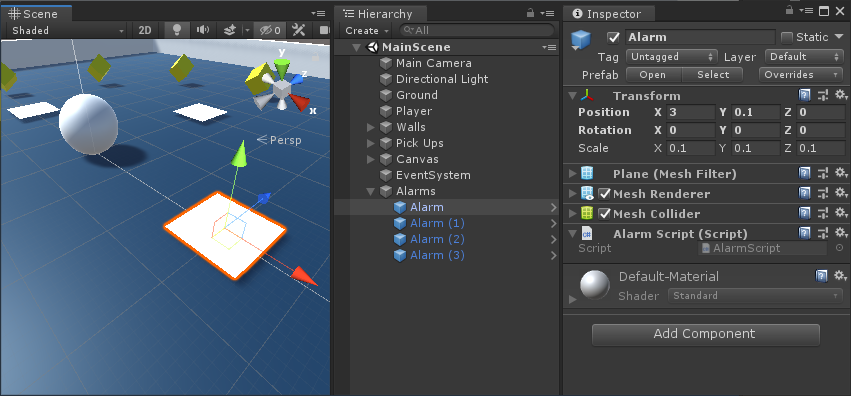 Scene
Shaded
2D
0
y
z
x
Persp
Hierarchy
Create
All
MainScene
Main Camera
Directional Light
Ground
Player
Walls
Pick Ups
Canvas
EventSystem
Alarms
Alarm
Alarm (1)
Alarm (2)
Alarm (3)
Inspector
Alarm
Static
Tag Untagged Layer Default
Prefab Open Select Overrides
Transform
Position X 3 Y 0.1 Z 0
Rotation X 0 Y 0 Z 0
Scale X 0.1 Y 0.1 Z 0.1
Plane (Mesh Filter)
Mesh Renderer
Mesh Collider
Alarm Script (Script)
Script AlarmScript
Default-Material
Shader Standard
Add Component